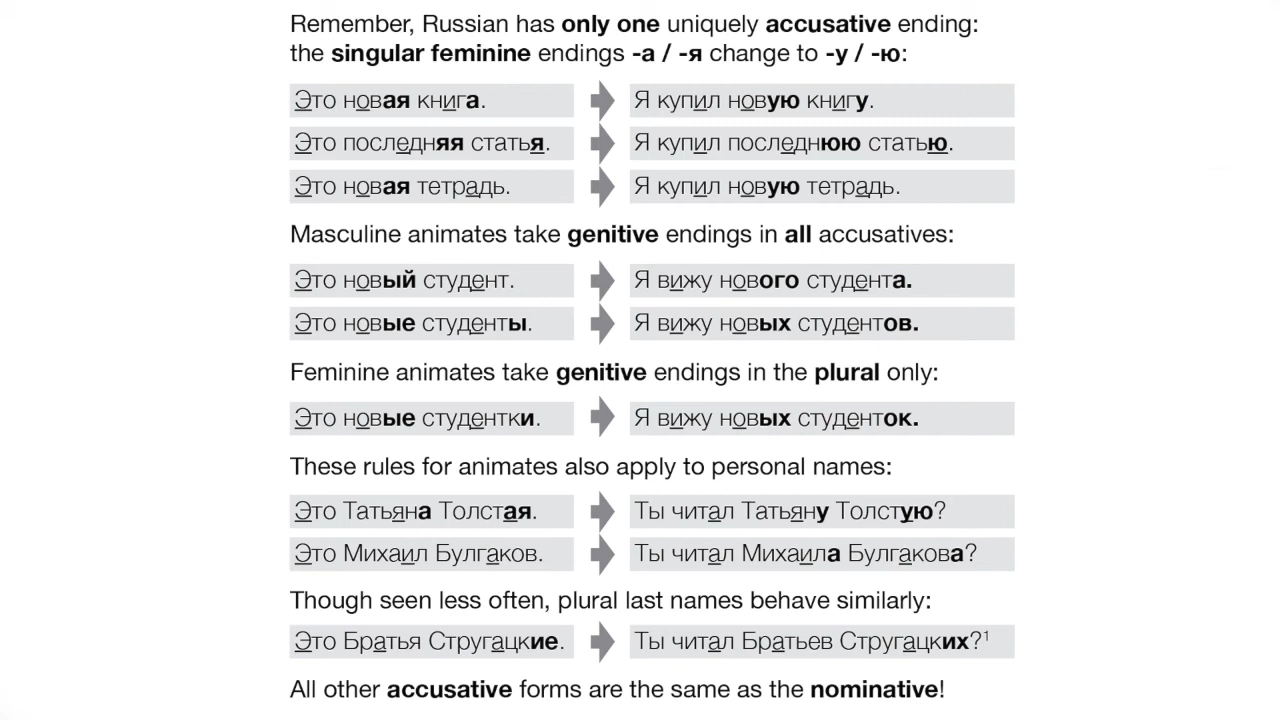 Remember, Russian has only one uniquely accusative ending:
the singular feminine endings -а / -я change to -у / -ю:
Это новая книга. Я купил новую книгу.
Это последняя статья. Я купил последнюю статью.
Это новая тетрадь. Я купил новую тетрадь.
Masculine animates take genitive endings in all accusatives:
Это новый студент. Я вижу нового студента.
Это новые студенты. Я вижу новых студентов.
Feminine animates take genitive endings in the plural only:
Это новые студентки. Я вижу новых студенток.
These rules for animates also apply to personal names:
Это Татьяна Толстая. Ты читал Татьяну Толстую?
Это Михаил Булгаков. Ты читал Михаила Булгакова?
Though seen less often, plural last names behave similarly:
Это Братья Стругацкие. Ты читал Братьев Стругацких?¹
All other accusative forms are the same as the nominative!